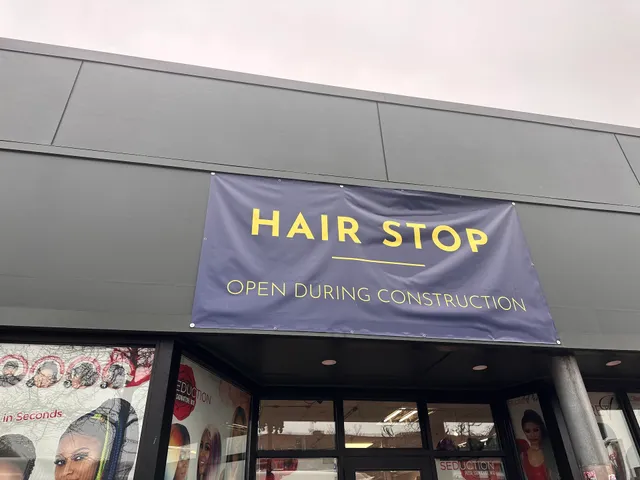 HAIR STOP
OPEN DURING CONSTRUCTION
in Seconds
SEDUCTION
SEDUCTION